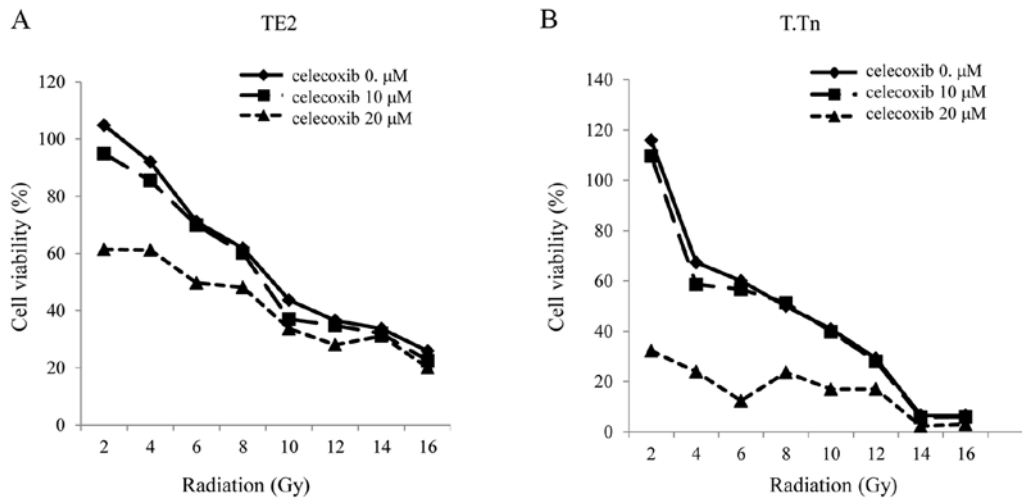 A
TE2
celecoxib 0. μM
celecoxib 10 μM
celecoxib 20 μM
120
100
80
60
40
20
0
Cell viability (%)
2 4 6 8 10 12 14 16
Radiation (Gy)
B
T.Tn
celecoxib 0. μM
celecoxib 10 μM
celecoxib 20 μM
140
120
100
80
60
40
20
0
Cell viability (%)
2 4 6 8 10 12 14 16
Radiation (Gy)